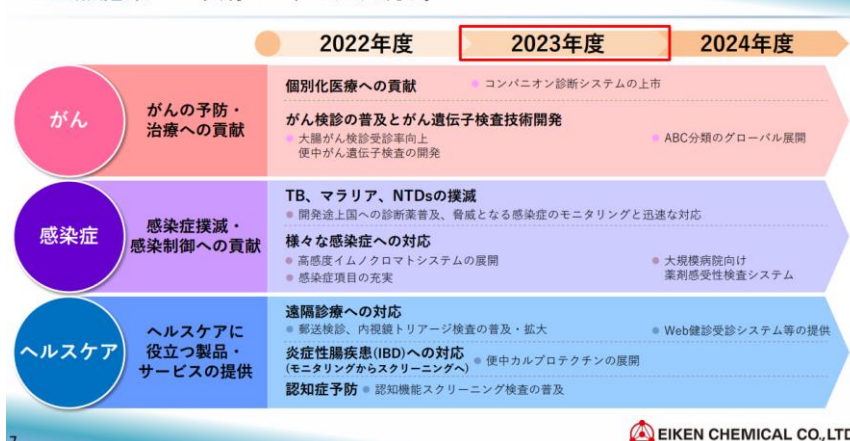 2022年度
2023年度
2024年度
がん
がんの予防・
治療への貢献
個別化医療への貢献
コンパニオン診断システムの上市
がん検診の普及とがん遺伝子検査技術開発
大腸がん検診受診率向上
便中がん遺伝子検査の開発
ABC分類のグローバル展開
感染症
感染症撲滅・
感染制御への貢献
TB、マラリア、NTDsの撲滅
開発途上国への診断薬普及、脅威となる感染症のモニタリングと迅速な対応
様々な感染症への対応
高感度イムノクロマトシステムの展開
感染症項目の充実
大規模病院向け
薬剤感受性検査システム
ヘルスケア
ヘルスケアに
役立つ製品・
サービスの提供
遠隔診療への対応
郵送検診、内視鏡トリアージ検査の普及・拡大
Web健診受診システム等の提供
炎症性腸疾患(IBD)への対応
(モニタリングからスクリーニングへ)
便中カルプロテクチンの展開
認知症予防
認知機能スクリーニング検査の普及
7
EIKEN CHEMICAL CO.,LTD